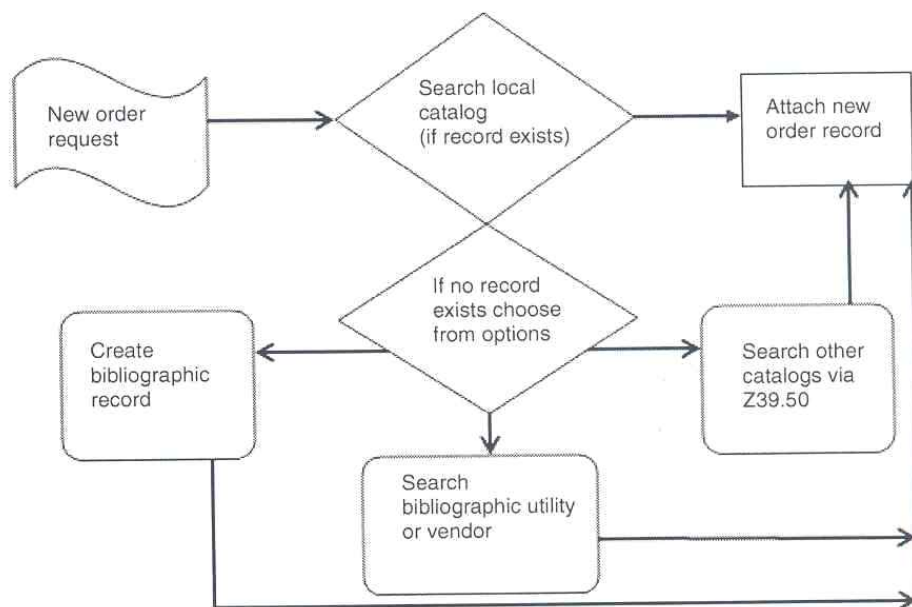 New order
request
Search local
catalog
(if record exists)
Attach new
order record
If no record
exists choose
from options
Create
bibliographic
record
Search other
catalogs via
Z39.50
Search
bibliographic utility
or vendor